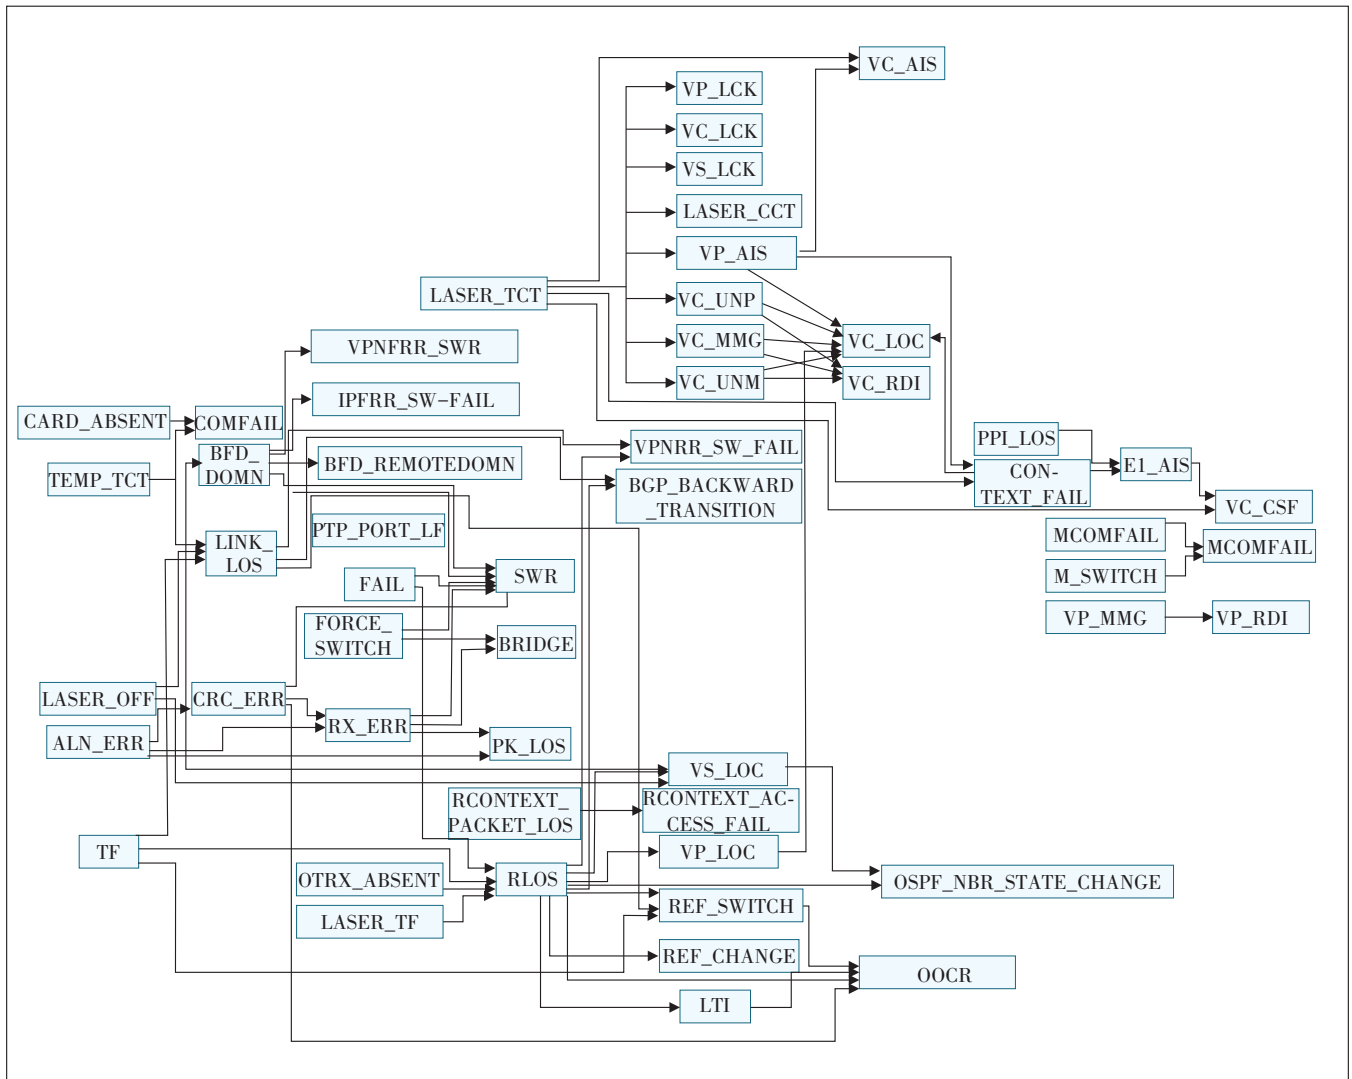 VC_AIS
VP_LCK
VC_LCK
VS_LCK
LASER_CCT
VP_AIS
LASER_TCT
VC_UNP
VPNFRR_SWR
VC_MMG
VC_LOC
VC_UNM
VC_RDI
IPFRR_SW-FAIL
CARD_ABSENT
COMFAIL
VPNRR_SW_FAIL
PPI_LOS
BFD_
DOMN
BFD_REMOTEDOMN
E1_AIS
TEMP_TCT
CON-
TEXT_FAIL
BGP_BACKWARD
_TRANSITION
VC_CSF
PTP_PORT_LF
LINK_
LOS
MCOMFAIL
MCOMFAIL
SWR
FAIL
M_SWITCH
FORCE_
SWITCH
VP_MMG
VP_RDI
BRIDGE
LASER_OFF
CRC_ERR
RX_ERR
ALN_ERR
PK_LOS
VS_LOC
RCONTEXT_
PACKET_LOS
RCONTEXT_AC-
CESS_FAIL
TF
VP_LOC
OTRX_ABSENT
RLOS
OSPF_NBR_STATE_CHANGE
REF_SWITCH
LASER_TF
REF_CHANGE
OOCR
LTI